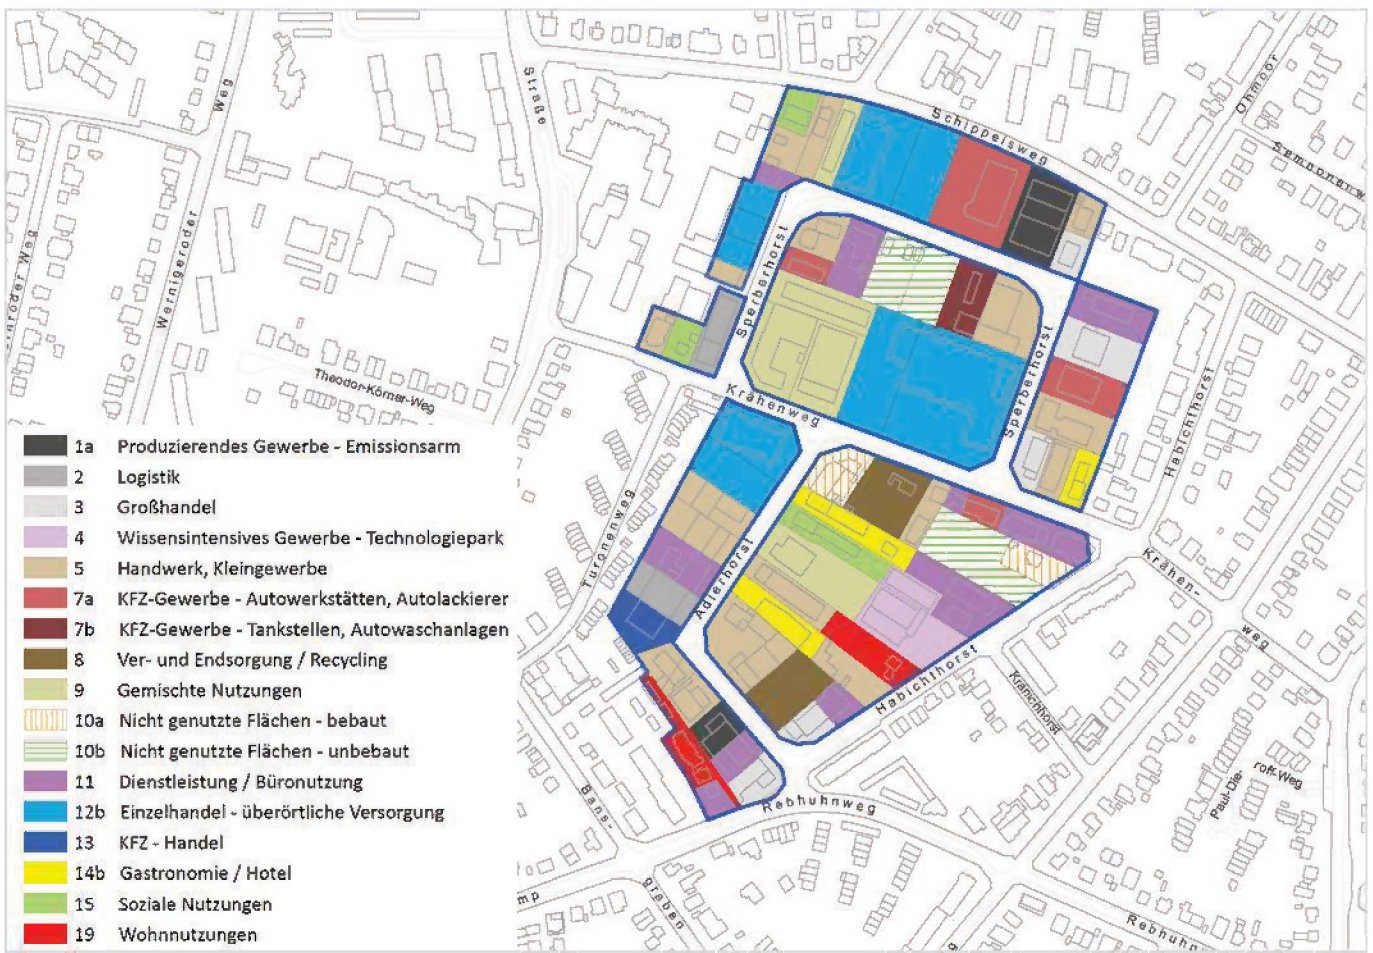 Weg
Straße
Schippelsweg
Ohmoor
Semnonenw
Wernigeroder
Sperberhorst
Sperberhorst
Theodor-Körner-Weg
Krähenweg
Habichthorst
Turonenweg
Adlerhorst
Krähen-
weg
Habichthorst
Kranichhorst
Rebhuhnweg
Bans-
graben
Paul-Die-
roff-Weg
Rebhuhn
1a Produzierendes Gewerbe - Emissionsarm
2 Logistik
3 Großhandel
4 Wissensintensives Gewerbe - Technologiepark
5 Handwerk, Kleingewerbe
7a KFZ-Gewerbe - Autowerkstätten, Autolackierer
7b KFZ-Gewerbe - Tankstellen, Autowaschanlagen
8 Ver- und Endsorgung / Recycling
9 Gemischte Nutzungen
10a Nicht genutzte Flächen - bebaut
10b Nicht genutzte Flächen - unbebaut
11 Dienstleistung / Büronutzung
12b Einzelhandel - überörtliche Versorgung
13 KFZ - Handel
14b Gastronomie / Hotel
15 Soziale Nutzungen
19 Wohnnutzungen